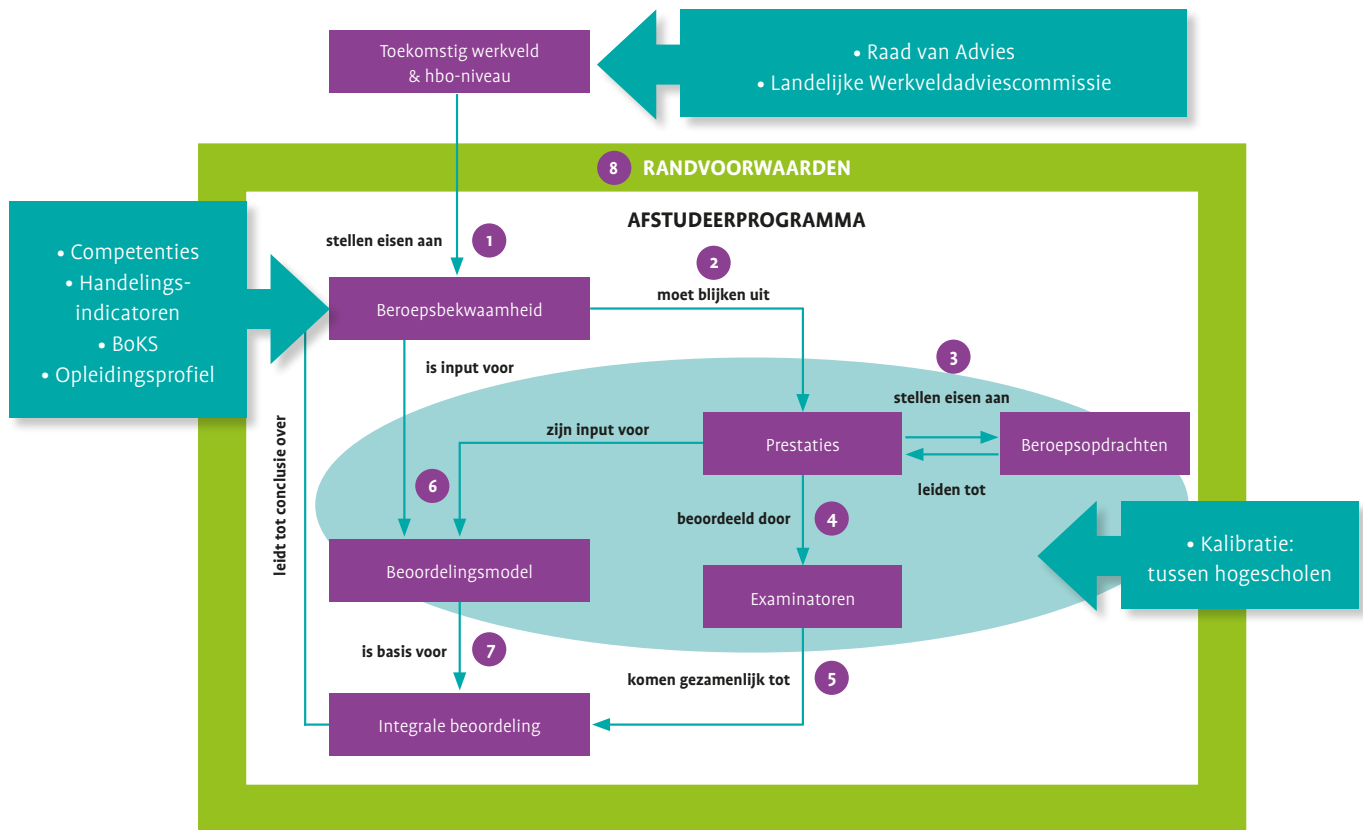 Toekomstig werkveld
& hbo-niveau
• Raad van Advies
• Landelijke Werkveldadviescommissie
8 RANDVOORWAARDEN
AFSTUDEERPROGRAMMA
• Competenties
• Handelings-
indicatoren
• BoKS
• Opleidingsprofiel
stellen eisen aan
1
2
moet blijken uit
Beroepsbekwaamheid
is input voor
3
stellen eisen aan
zijn input voor
Prestaties
Beroepsopdrachten
leiden tot
6
beoordeeld door
4
leidt tot conclusie over
Beoordelingsmodel
Examinatoren
• Kalibratie:
tussen hogescholen
is basis voor
7
komen gezamenlijk tot
5
Integrale beoordeling